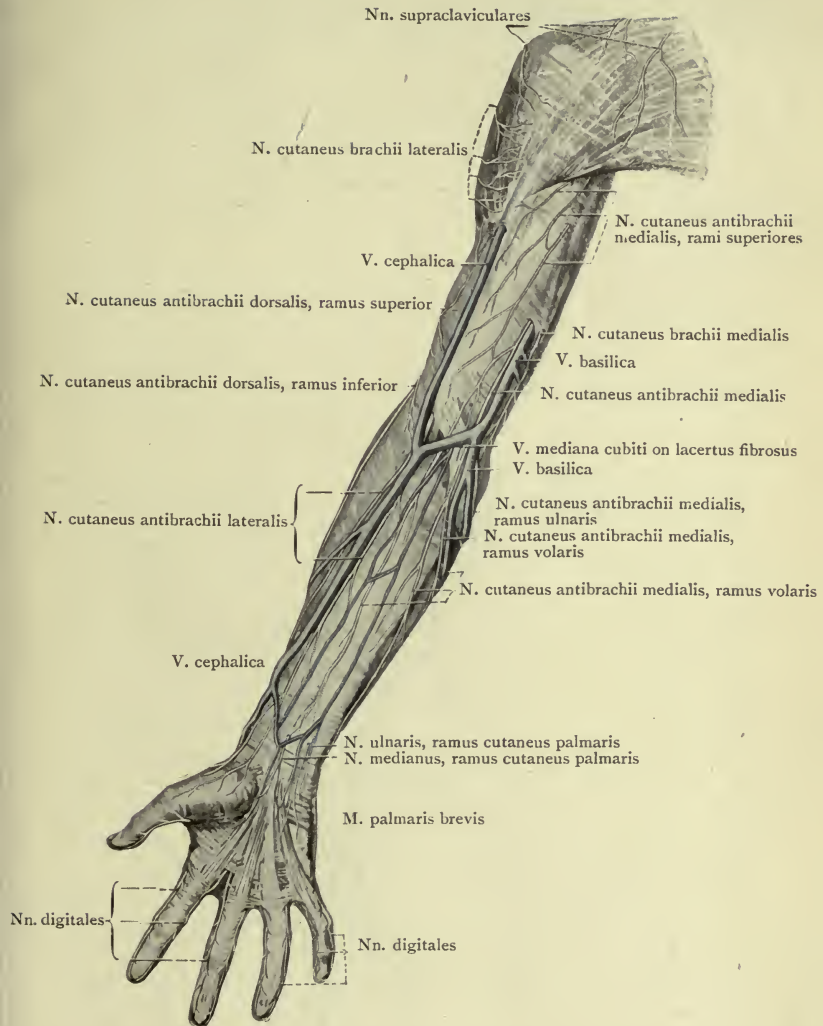 Nn. supraclaviculares
N. cutaneus brachii lateralis
N. cutaneus antibrachii
medialis, rami superiores
V. cephalica
N. cutaneus antibrachii dorsalis, ramus superior
N. cutaneus brachii medialis
V. basilica
N. cutaneus antibrachii dorsalis, ramus inferior
N. cutaneus antibrachii medialis
V. mediana cubiti on lacertus fibrosus
V. basilica
N. cutaneus antibrachii medialis,
ramus ulnaris
N. cutaneus antibrachii lateralis
N. cutaneus antibrachii medialis,
ramus volaris
N. cutaneus antibrachii medialis, ramus volaris
V. cephalica
N. ulnaris, ramus cutaneus palmaris
N. medianus, ramus cutaneus palmaris
M. palmaris brevis
Nn. digitales
Nn. digitales